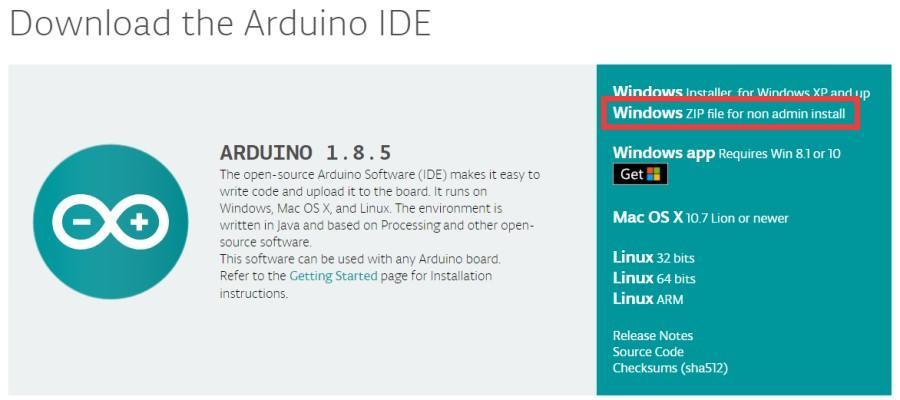 Download the Arduino IDE
ARDUINO 1.8.5
The open-source Arduino Software (IDE) makes it easy to
write code and upload it to the board. It runs on
Windows, Mac OS X, and Linux. The environment is
written in Java and based on Processing and other open-
source software.
This software can be used with any Arduino board.
Refer to the Getting Started page for Installation
instructions.
Windows Installer, for Windows XP and up
Windows ZIP file for non admin install
Windows app Requires Win 8.1 or 10
Get
Mac OS X 10.7 Lion or newer
Linux 32 bits
Linux 64 bits
Linux ARM
Release Notes
Source Code
Checksums (sha512)